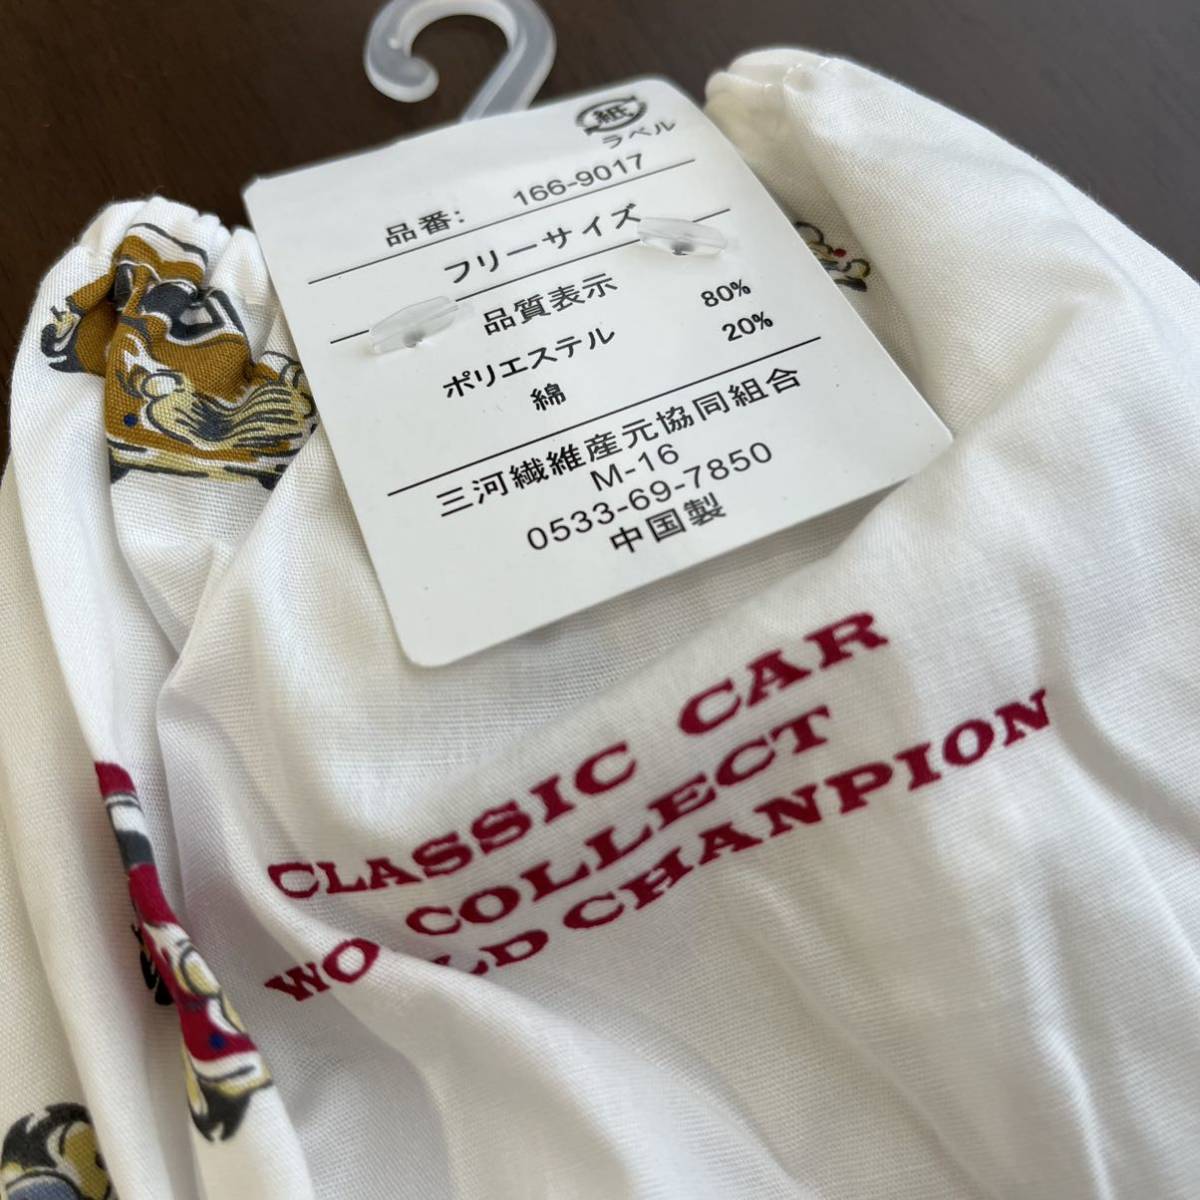 紙
ラベル
品番: 166-9017
フリーサイズ
品質表示
ポリエステル 80%
綿 20%
三河繊維産元協同組合
M-16
0533-69-7850
中国製
CLASSIC CAR
COLLECT
WO LD CHANPION